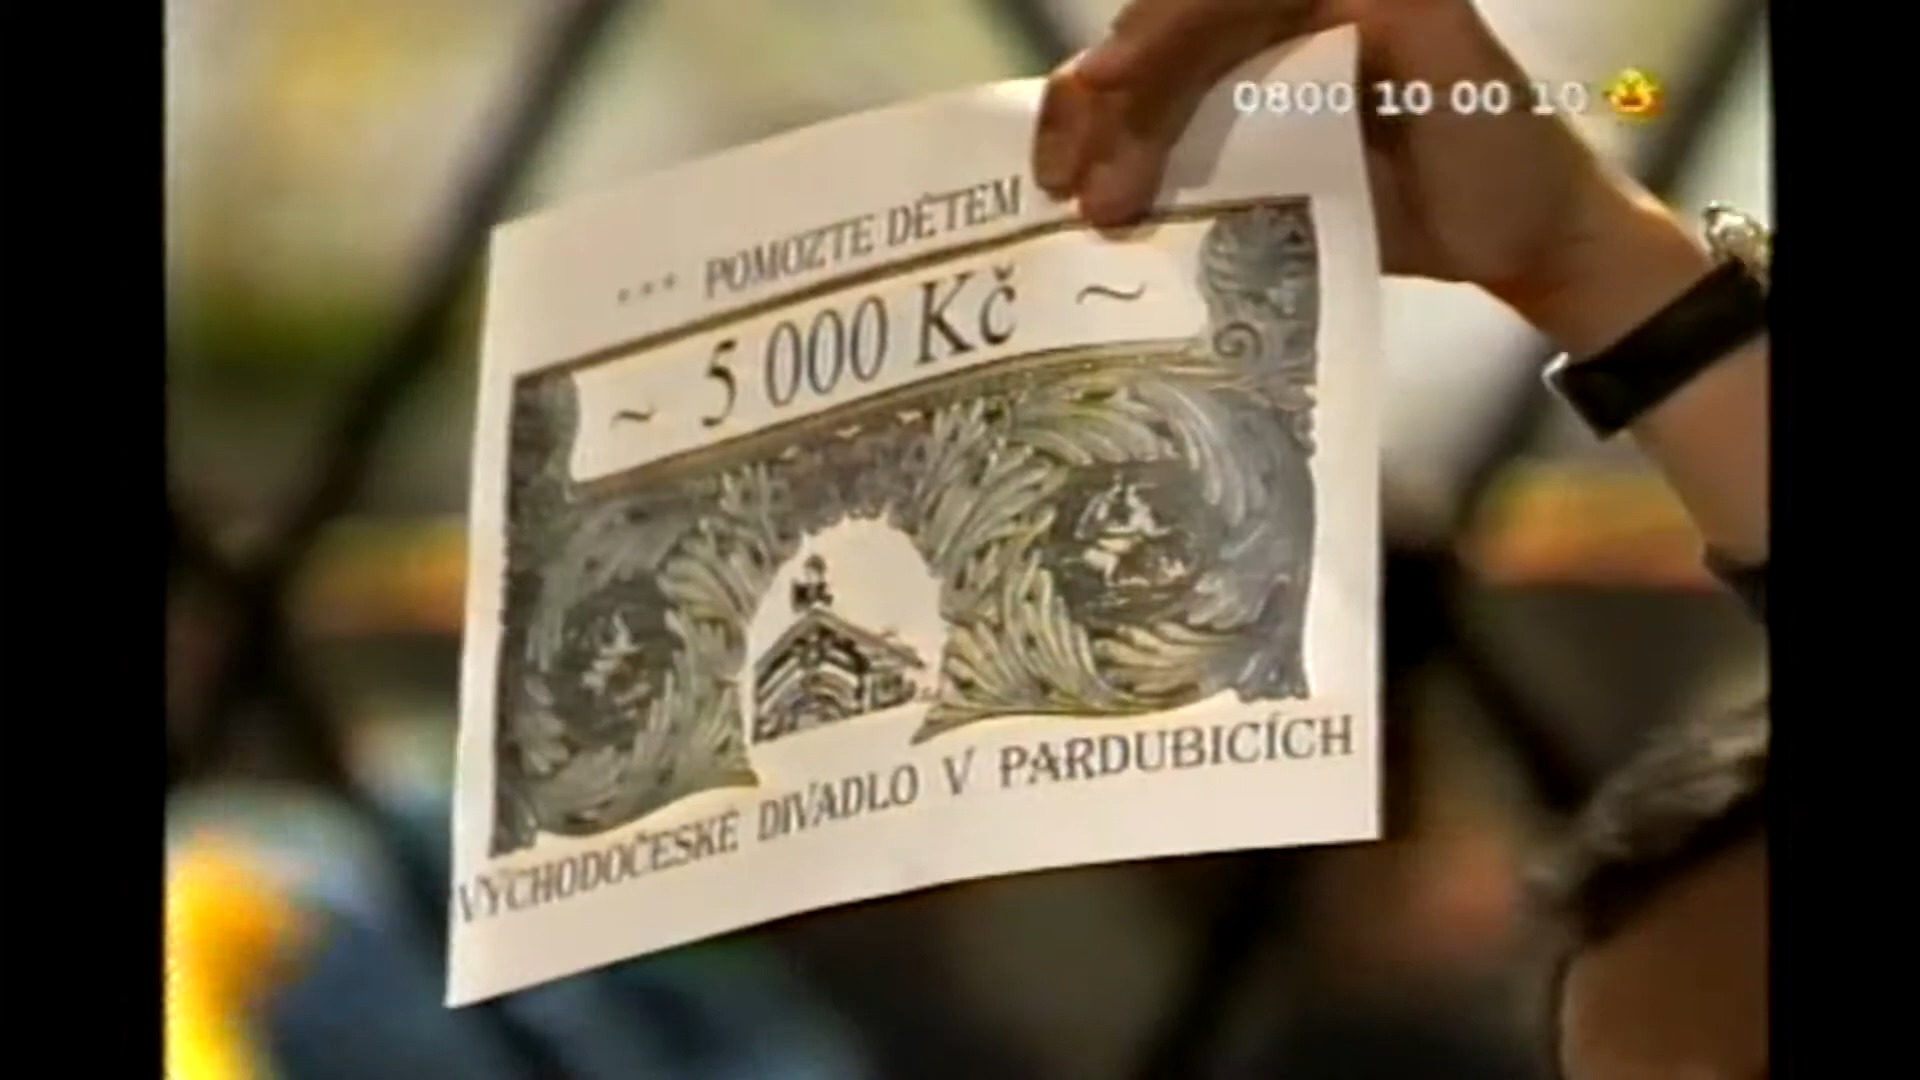 0800 10 00 10
*** POMOZTE DĚTEM
~ 5 000 Kč ~
VÝCHODOČESKÉ DIVADLO V PARDUBICÍCH